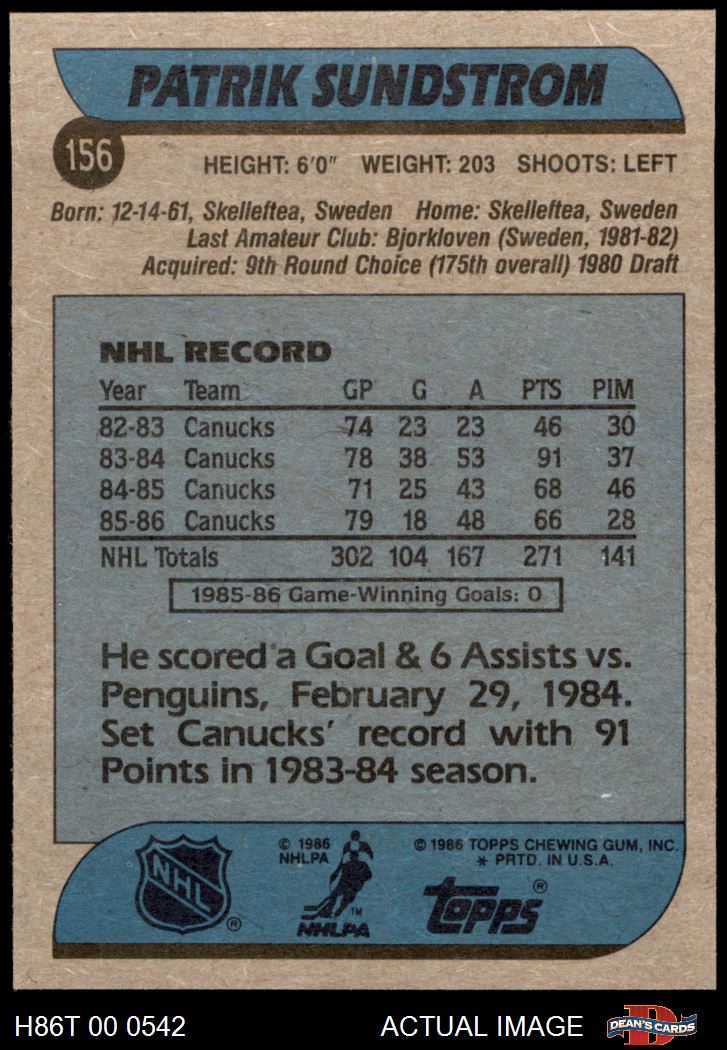 PATRIK SUNDSTROM
156
HEIGHT: 6'0" WEIGHT: 203 SHOOTS: LEFT
Born: 12-14-61, Skelleftea, Sweden Home: Skelleftea, Sweden
Last Amateur Club: Bjorkloven (Sweden, 1981-82)
Acquired: 9th Round Choice (175th overall) 1980 Draft
NHL RECORD
Year Team GP G A PTS PIM
82-83 Canucks 74 23 23 46 30
83-84 Canucks 78 38 53 91 37
84-85 Canucks 71 25 43 68 46
85-86 Canucks 79 18 48 66 28
NHL Totals 302 104 167 271 141
1985-86 Game-Winning Goals: 0
He scored a Goal & 6 Assists vs.
Penguins, February 29, 1984.
Set Canucks' record with 91
Points in 1983-84 season.
NHL ®
© 1986
NHLPA
™
NHLPA
© 1986 TOPPS CHEWING GUM, INC.
* PRTD. IN U.S.A.
topps ®
H86T 00 0542 ACTUAL IMAGE
D
DEAN'S CARDS